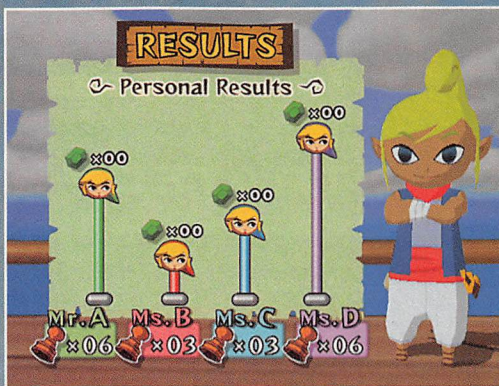 RESULTS
Personal Results
×00
×00
×00
×00
Mr.A Ms.B Ms.C Ms.D
×06 ×03 ×03 ×06